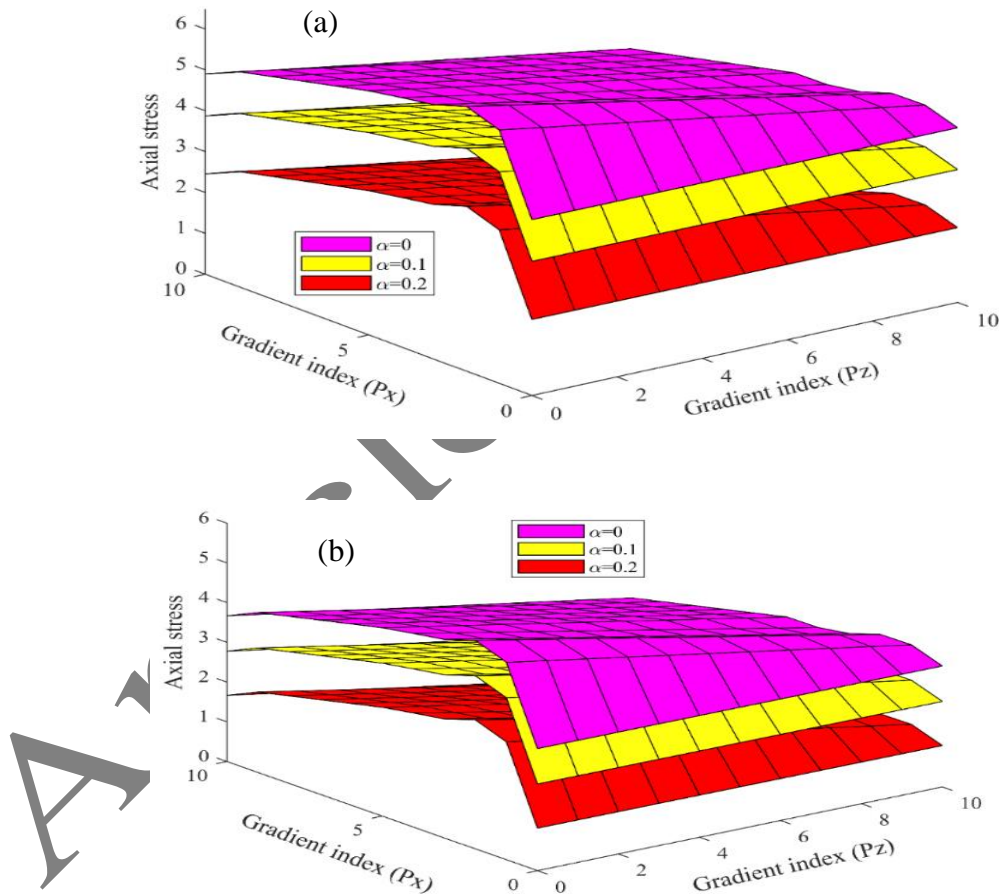 (a)
6
5
4
3
2
1
0
Axial stress
α=0
α=0.1
α=0.2
10
5
0
Gradient index (Px)
0
2
4
6
8
10
Gradient index (Pz)
(b)
6
5
4
3
2
1
0
Axial stress
α=0
α=0.1
α=0.2
10
5
0
Gradient index (Px)
0
2
4
6
8
10
Gradient index (Pz)